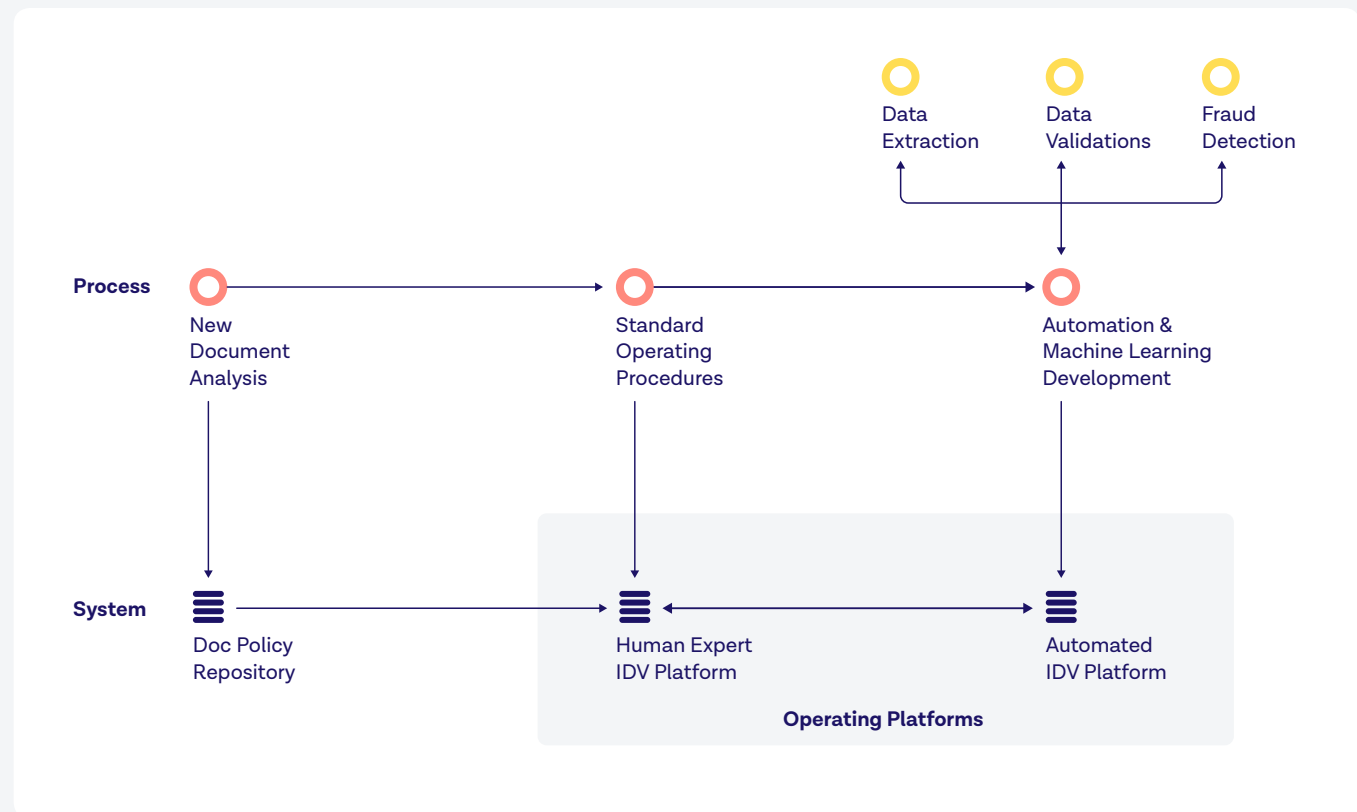 Data
Extraction
Data
Validations
Fraud
Detection
Process
New
Document
Analysis
Standard
Operating
Procedures
Automation &
Machine Learning
Development
System
Doc Policy
Repository
Human Expert
IDV Platform
Automated
IDV Platform
Operating Platforms